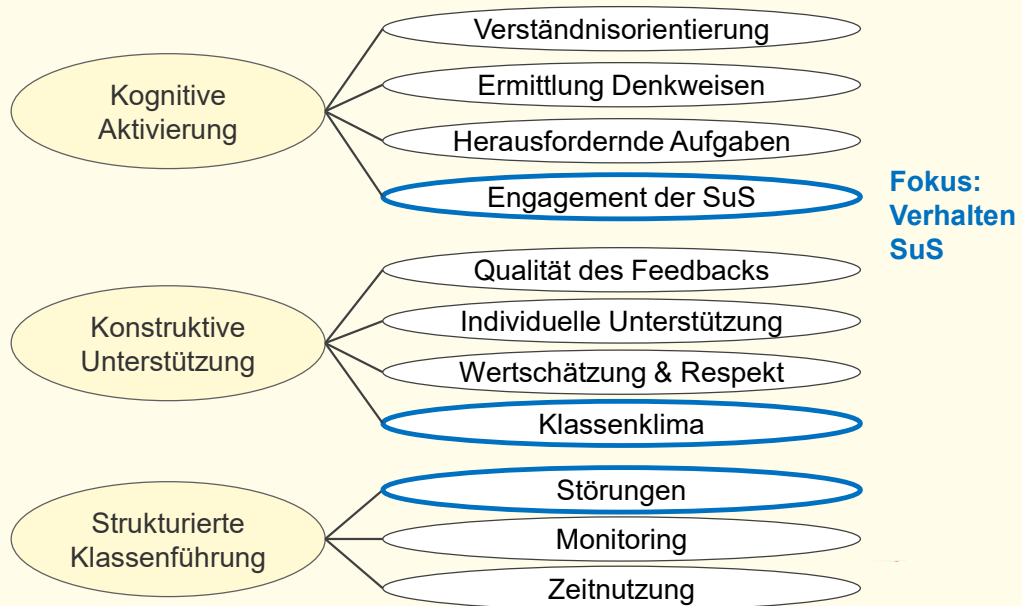 Verständnisorientierung
Kognitive
Aktivierung
Ermittlung Denkweisen
Herausfordernde Aufgaben
Engagement der SuS
Fokus:
Verhalten
SuS
Qualität des Feedbacks
Konstruktive
Unterstützung
Individuelle Unterstützung
Wertschätzung & Respekt
Klassenklima
Störungen
Strukturierte
Klassenführung
Monitoring
Zeitnutzung